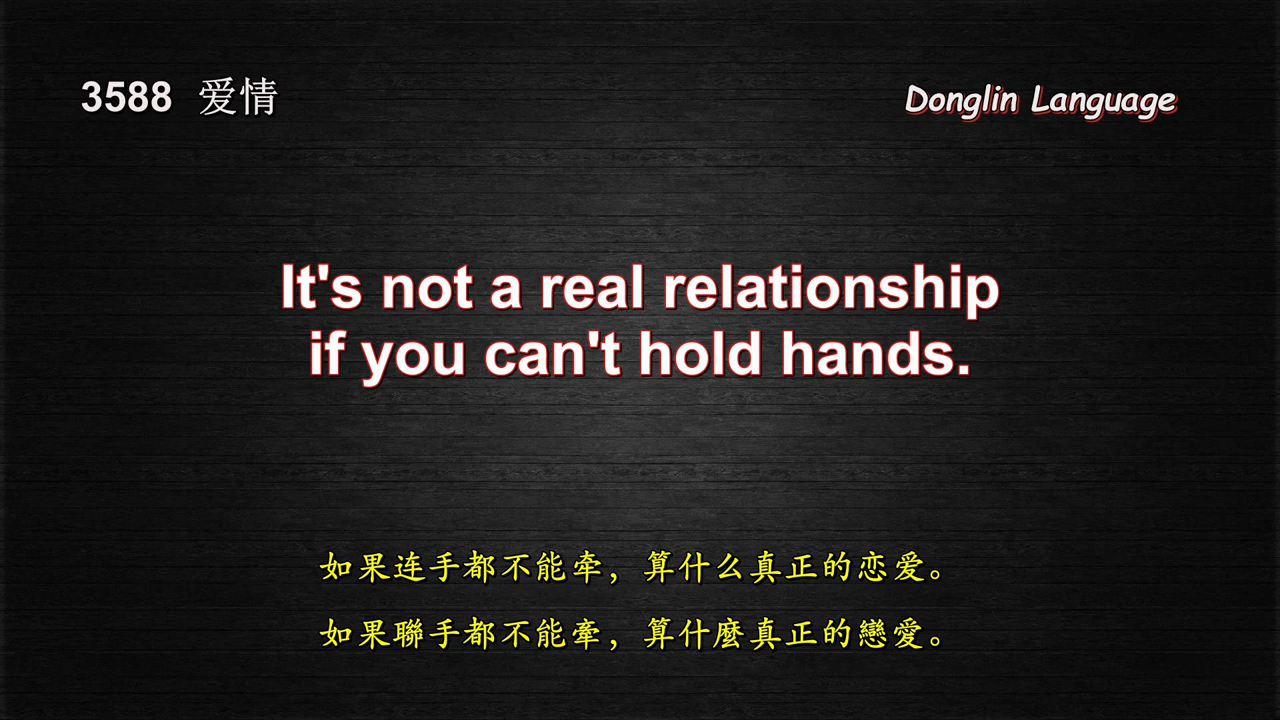 3588 爱情
Donglin Language
It's not a real relationship
if you can't hold hands.
如果连手都不能牵，算什么真正的恋爱。
如果聯手都不能牽，算什麼真正的戀愛。